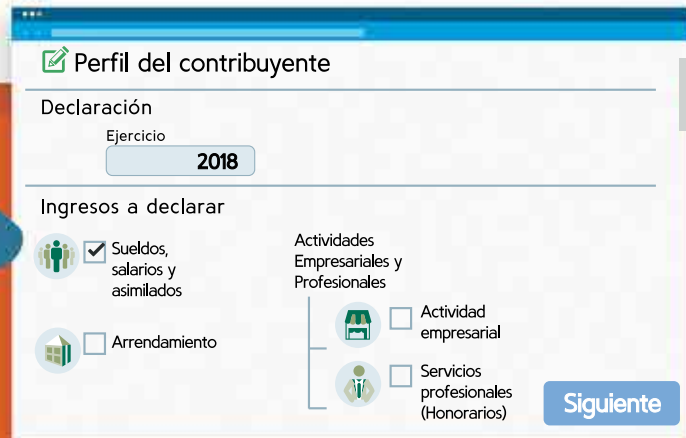 Perfil del contribuyente
Declaración
Ejercicio
2018
Ingresos a declarar
Sueldos,
salarios y
asimilados
Arrendamiento
Actividades
Empresariales y
Profesionales
Actividad
empresarial
Servicios
profesionales
(Honorarios)
Siguiente